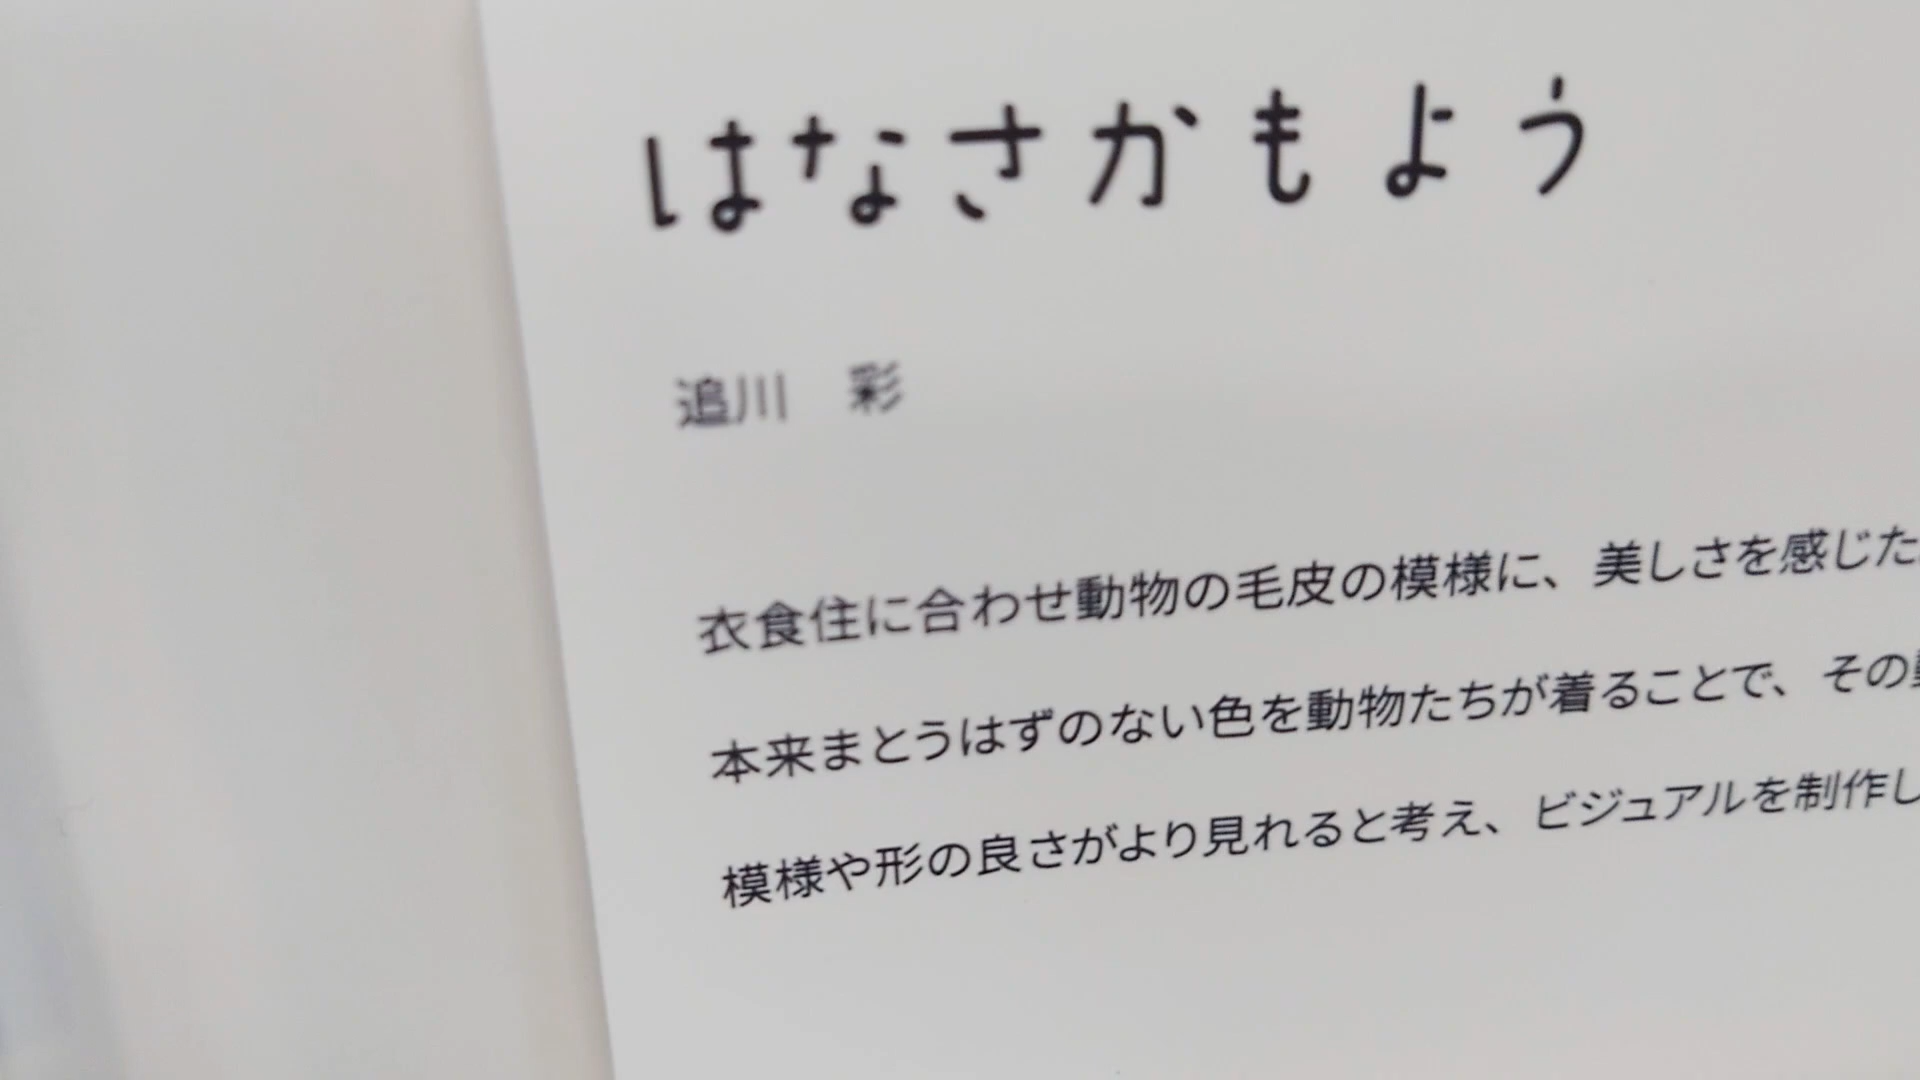 はなさかもよう
追川　彩
衣食住に合わせ動物の毛皮の模様に、美しさを感じた
本来まとうはずのない色を動物たちが着ることで、その
模様や形の良さがより見れると考え、ビジュアルを制作し